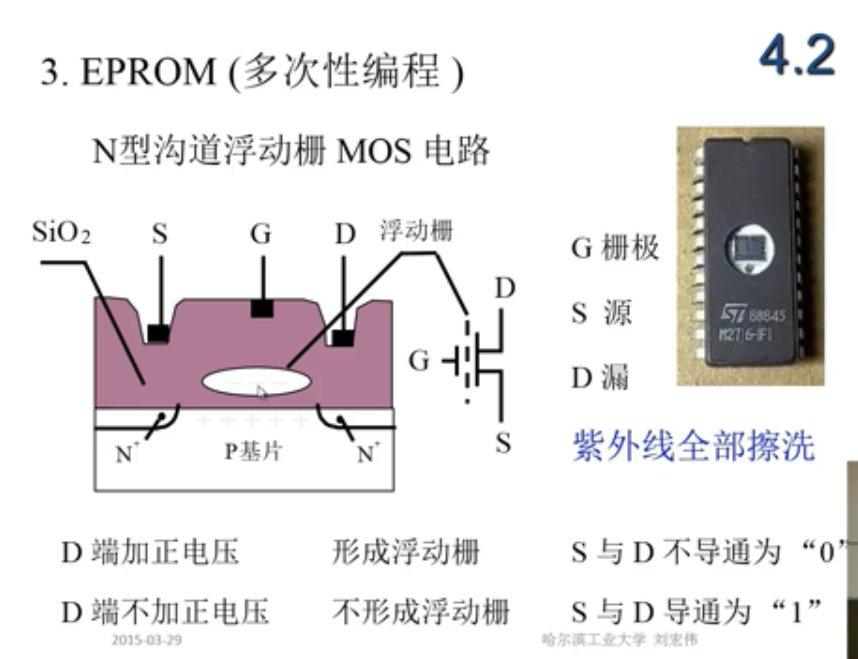 4.2
3. EPROM (多次性编程 )
N型沟道浮动栅 MOS 电路
SiO₂ S G D 浮动栅
G 栅极
D
S 源
88845
G
D 漏
S
N⁺ P基片 N⁺
+ + + + +
紫外线全部擦洗
D 端加正电压 形成浮动栅 S 与 D 不导通为 “0”
D 端不加正电压 不形成浮动栅 S 与 D 导通为 “1”
2015-03-29 哈尔滨工业大学 刘宏伟